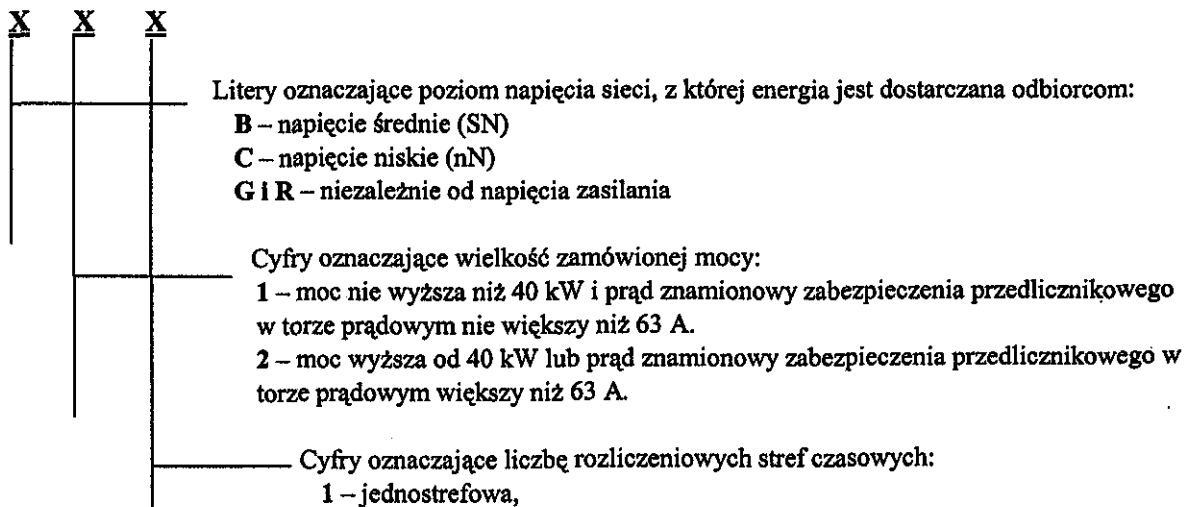 X X X
Litery oznaczające poziom napięcia sieci, z której energia jest dostarczana odbiorcom:
B – napięcie średnie (SN)
C – napięcie niskie (nN)
G i R – niezależnie od napięcia zasilania
Cyfry oznaczające wielkość zamówionej mocy:
1 – moc nie wyższa niż 40 kW i prąd znamionowy zabezpieczenia przedlicznikowego
w torze prądowym nie większy niż 63 A.
2 – moc wyższa od 40 kW lub prąd znamionowy zabezpieczenia przedlicznikowego w
torze prądowym większy niż 63 A.
Cyfry oznaczające liczbę rozliczeniowych stref czasowych:
1 – jednostrefowa,